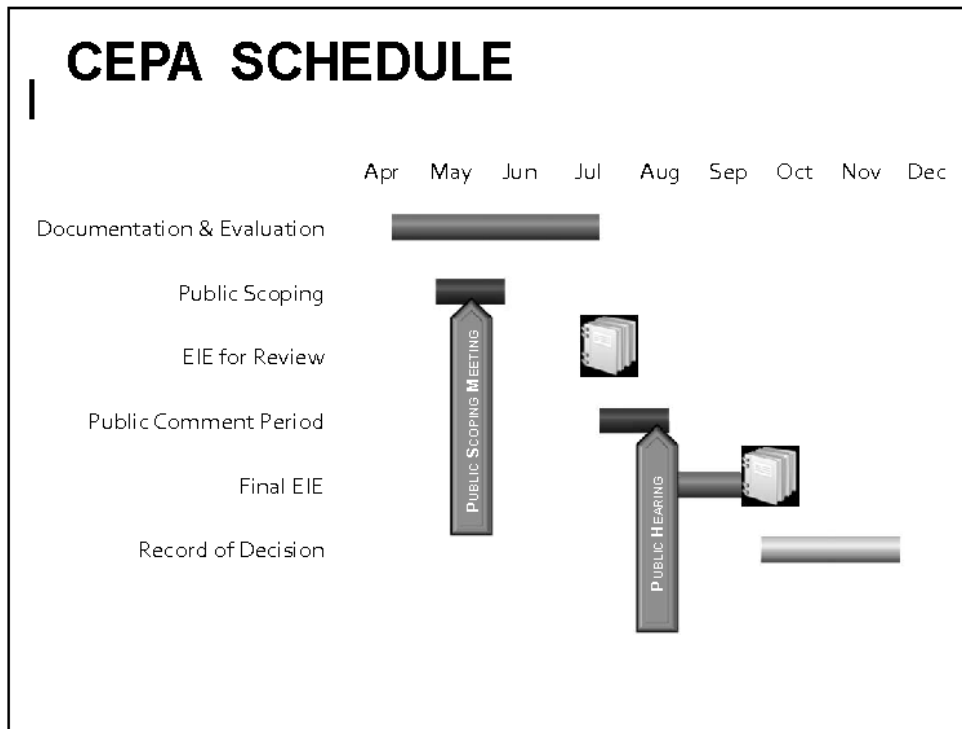 CEPA SCHEDULE
Apr May Jun Jul Aug Sep Oct Nov Dec
Documentation & Evaluation
Public Scoping
EIE for Review
Public Comment Period
Final EIE
Record of Decision
PUBLIC SCOPING MEETING
PUBLIC HEARING